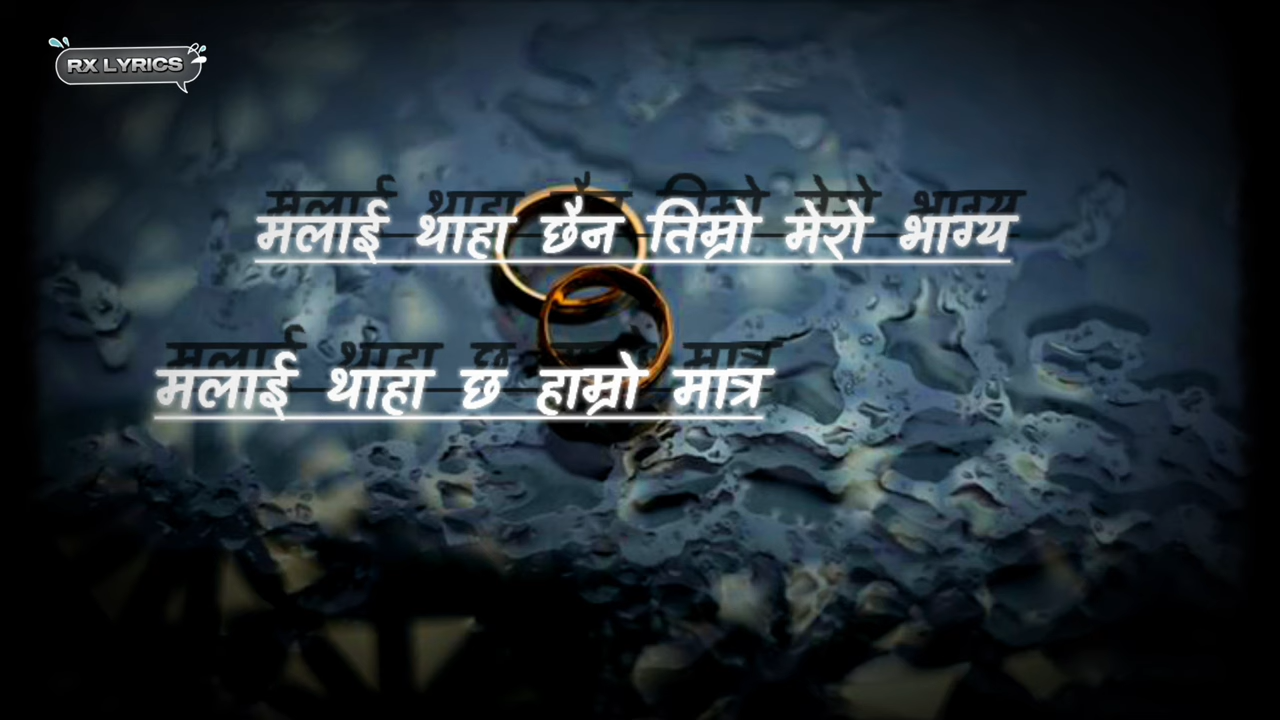 RX LYRICS
मलाई थाहा छैन तिम्रो मेरो भाग्य
मलाई थाहा छ हाम्रो मात्र